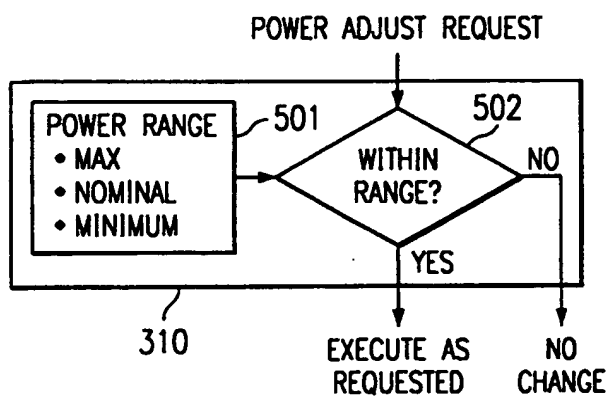 POWER ADJUST REQUEST
POWER RANGE
• MAX
• NOMINAL
• MINIMUM
501
502
WITHIN
RANGE?
NO
YES
310
EXECUTE AS
REQUESTED
NO
CHANGE